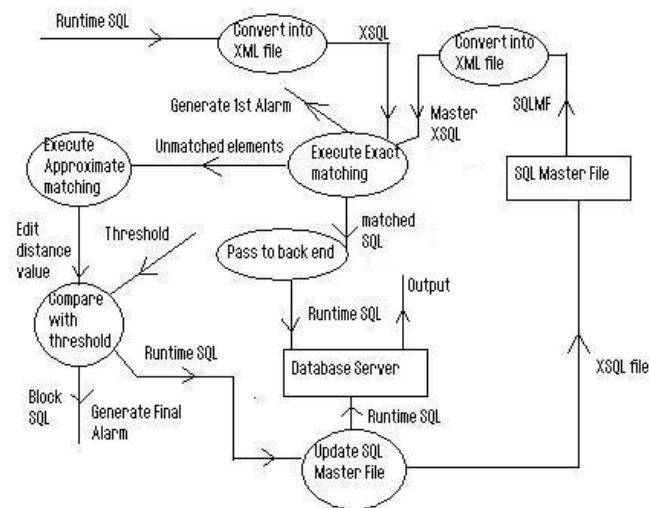 Runtime SQL
Convert into
XML file
XSQL
Convert into
XML file
Generate 1st Alarm
Master
XSQL
SQLMF
Execute
Approximate
matching
Unmatched elements
Execute Exact
matching
SQL Master File
matched
SQL
Edit
distance
value
Threshold
Pass to back end
Output
Compare
with
threshold
Runtime SQL
Runtime SQL
Database Server
XSQL file
Block
SQL
Generate Final
Alarm
Runtime SQL
Update SQL
Master File